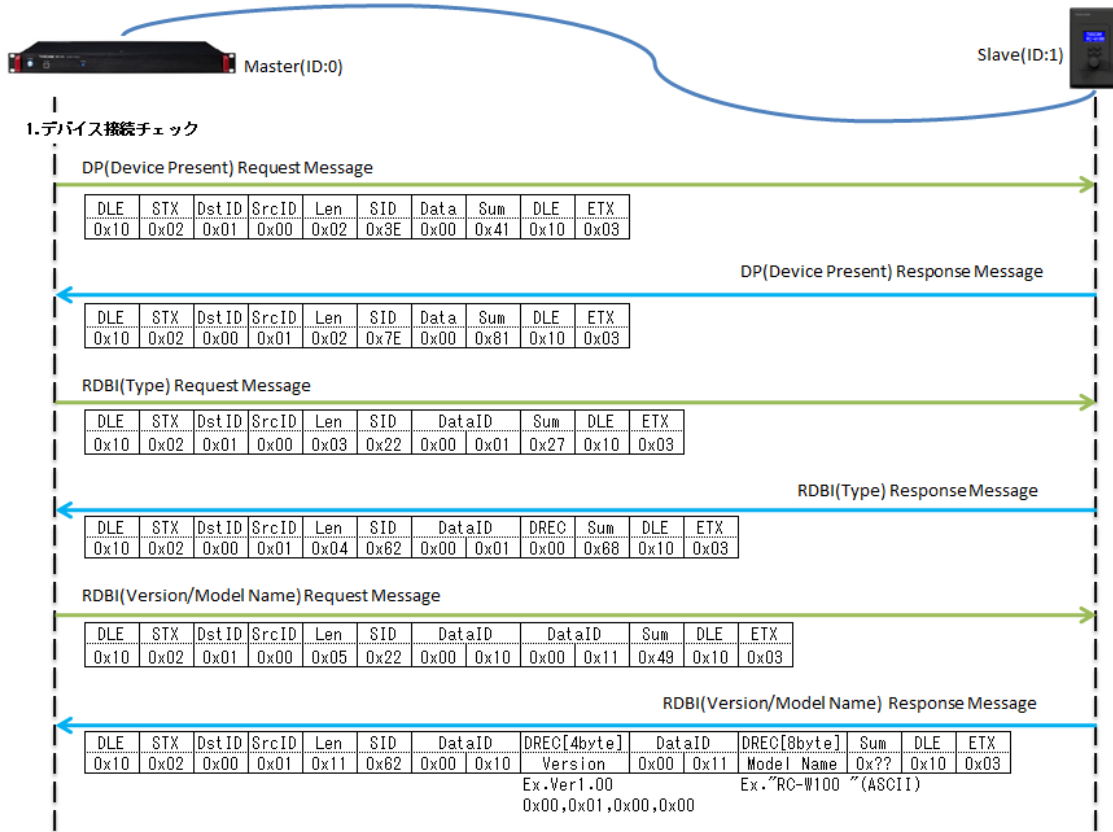 Master(ID:0)
Slave(ID:1)
1.デバイス接続チェック
DP(Device Present) Request Message
DLE STX DstID SrcID Len SID Data Sum DLE ETX
0x10 0x02 0x01 0x00 0x02 0x3E 0x00 0x41 0x10 0x03
DP(Device Present) Response Message
DLE STX DstID SrcID Len SID Data Sum DLE ETX
0x10 0x02 0x00 0x01 0x02 0x7E 0x00 0x81 0x10 0x03
RDBI(Type) Request Message
DLE STX DstID SrcID Len SID DataID Sum DLE ETX
0x10 0x02 0x01 0x00 0x03 0x22 0x00 0x01 0x27 0x10 0x03
RDBI(Type) Response Message
DLE STX DstID SrcID Len SID DataID DREC Sum DLE ETX
0x10 0x02 0x00 0x01 0x04 0x62 0x00 0x01 0x00 0x68 0x10 0x03
RDBI(Version/Model Name) Request Message
DLE STX DstID SrcID Len SID DataID DataID Sum DLE ETX
0x10 0x02 0x01 0x00 0x05 0x22 0x00 0x10 0x00 0x11 0x49 0x10 0x03
RDBI(Version/Model Name) Response Message
DLE STX DstID SrcID Len SID DataID DREC[4byte] DataID DREC[8byte] Sum DLE ETX
0x10 0x02 0x00 0x01 0x11 0x62 0x00 0x10 Version 0x00 0x11 Model Name 0x?? 0x10 0x03
Ex.Ver1.00 Ex."RC-W100 "(ASCII)
0x00,0x01,0x00,0x00